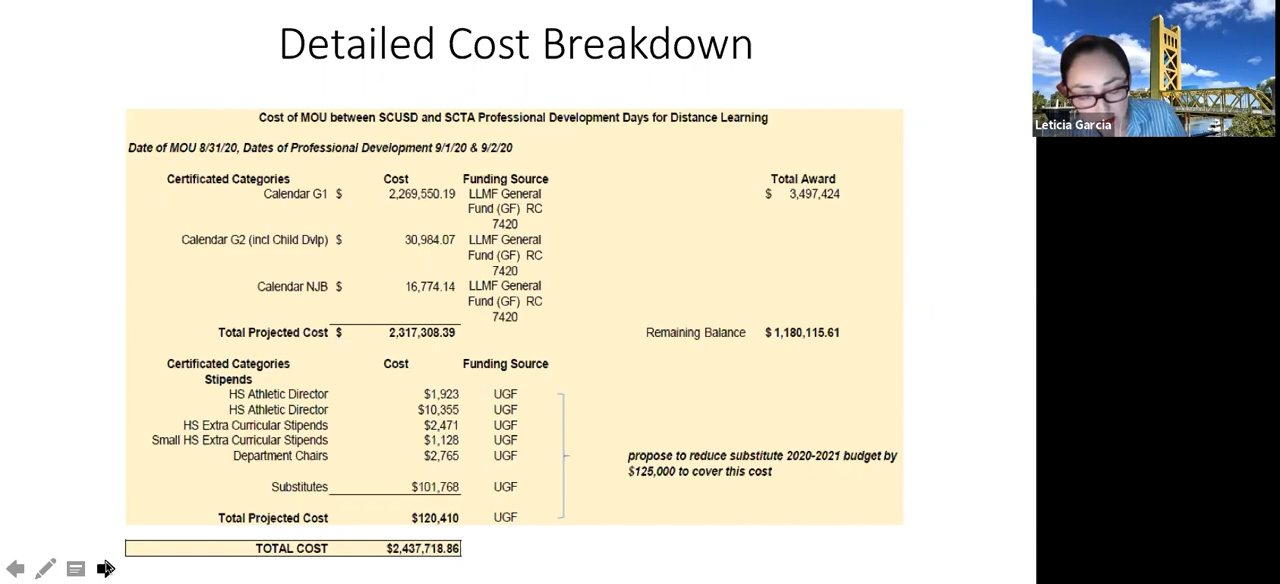 Detailed Cost Breakdown
Leticia Garcia
Cost of MOU between SCUSD and SCTA Professional Development Days for Distance Learning
Date of MOU 8/31/20, Dates of Professional Development 9/1/20 & 9/2/20
Certificated Categories Cost Funding Source Total Award
Calendar G1 $ 2,269,550.19 LLMF General $ 3,497,424
Fund (GF) RC
7420
Calendar G2 (incl Child Dvlp) $ 30,984.07 LLMF General
Fund (GF) RC
7420
Calendar NJB $ 16,774.14 LLMF General
Fund (GF) RC
7420
Total Projected Cost $ 2,317,308.39 Remaining Balance $ 1,180,115.61
Certificated Categories Cost Funding Source
Stipends
HS Athletic Director $1,923 UGF
HS Athletic Director $10,355 UGF
HS Extra Curricular Stipends $2,471 UGF
Small HS Extra Curricular Stipends $1,128 UGF
Department Chairs $2,765 UGF propose to reduce substitute 2020-2021 budget by
$125,000 to cover this cost
Substitutes $101,768 UGF
Total Projected Cost $120,410 UGF
TOTAL COST $2,437,718.86